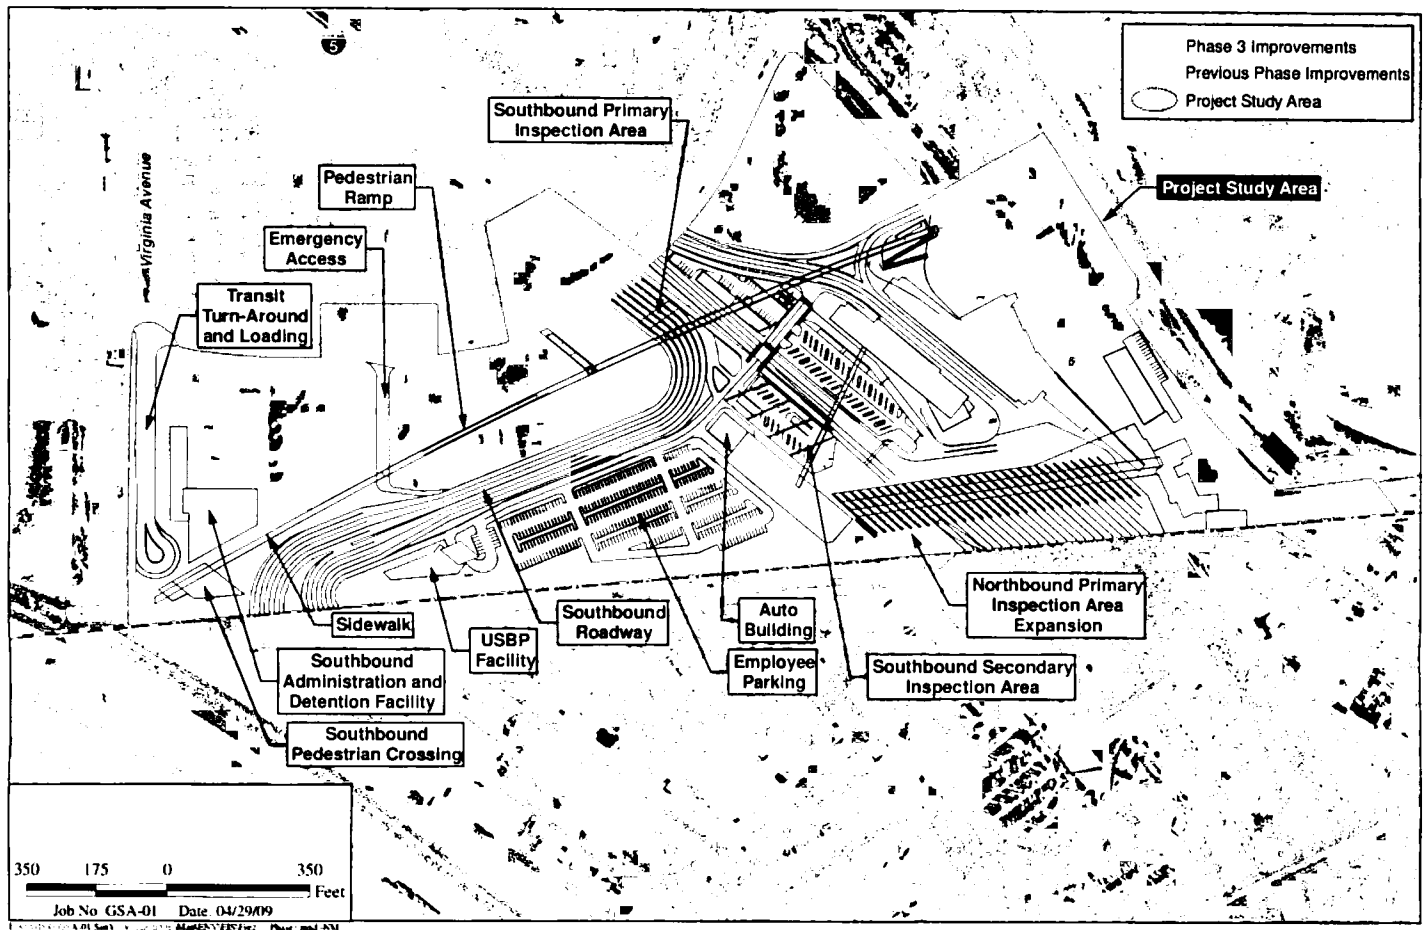 5
Phase 3 Improvements
Previous Phase Improvements
Project Study Area
Southbound Primary
Inspection Area
Project Study Area
Pedestrian
Ramp
Virginia Avenue
Emergency
Access
Transit
Turn-Around
and Loading
Northbound Primary
Inspection Area
Expansion
Sidewalk
USBP
Facility
Southbound
Roadway
Auto
Building
Employee
Parking
Southbound Secondary
Inspection Area
Southbound
Administration and
Detention Facility
Southbound
Pedestrian Crossing
350 175 0 350
Feet
Job No GSA-01 Date 04/29/09